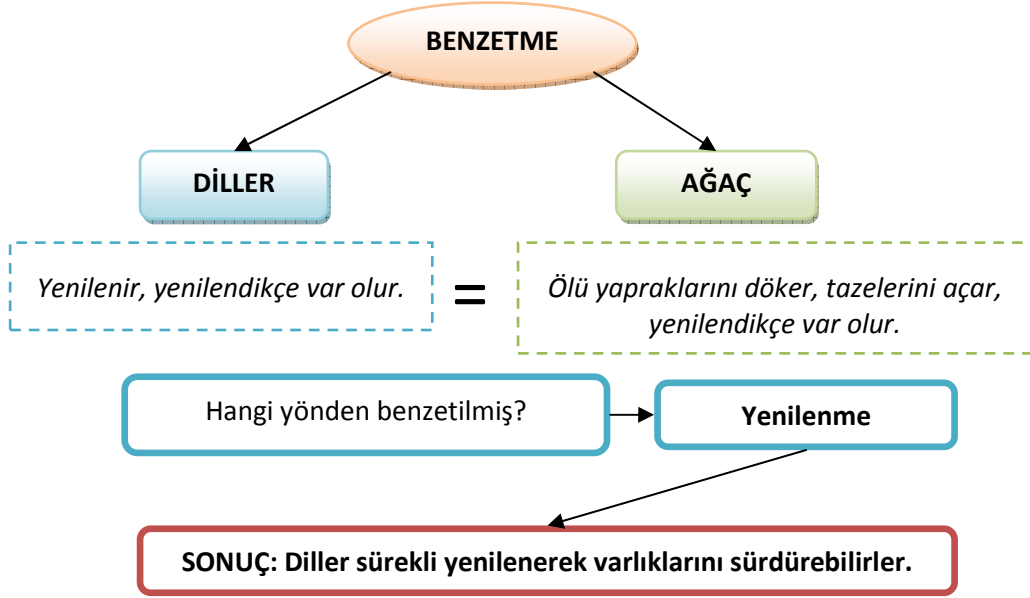 BENZETME
DİLLER
AĞAÇ
Yenilenir, yenilendikçe var olur.
=
Ölü yapraklarını döker, tazelerini açar,
yenilendikçe var olur.
Hangi yönden benzetilmiş?
Yenilenme
SONUÇ: Diller sürekli yenilenerek varlıklarını sürdürebilirler.